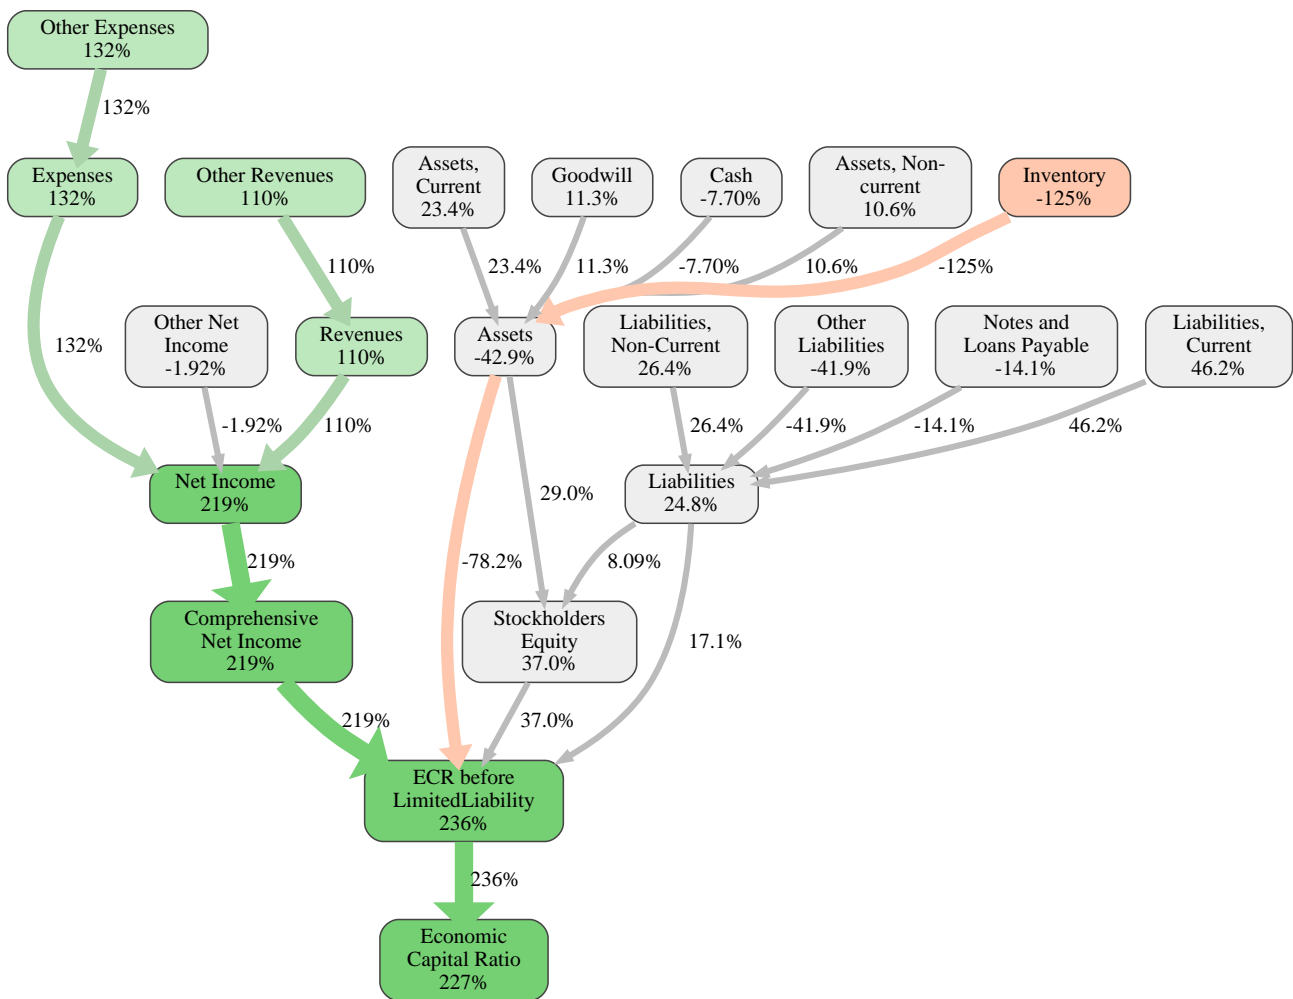 Other Expenses
132%
132%
Expenses
132%
Other Revenues
110%
Assets,
Current
23.4%
Goodwill
11.3%
Cash
-7.70%
Assets, Non-
current
10.6%
Inventory
-125%
110%
23.4%
11.3%
-7.70%
10.6%
-125%
132%
Other Net
Income
-1.92%
Revenues
110%
Assets
-42.9%
Liabilities,
Non-Current
26.4%
Other
Liabilities
-41.9%
Notes and
Loans Payable
-14.1%
Liabilities,
Current
46.2%
-1.92%
110%
26.4%
-41.9%
-14.1%
46.2%
Net Income
219%
29.0%
Liabilities
24.8%
219%
-78.2%
8.09%
Comprehensive
Net Income
219%
Stockholders
Equity
37.0%
17.1%
219%
37.0%
ECR before
LimitedLiability
236%
236%
Economic
Capital Ratio
227%